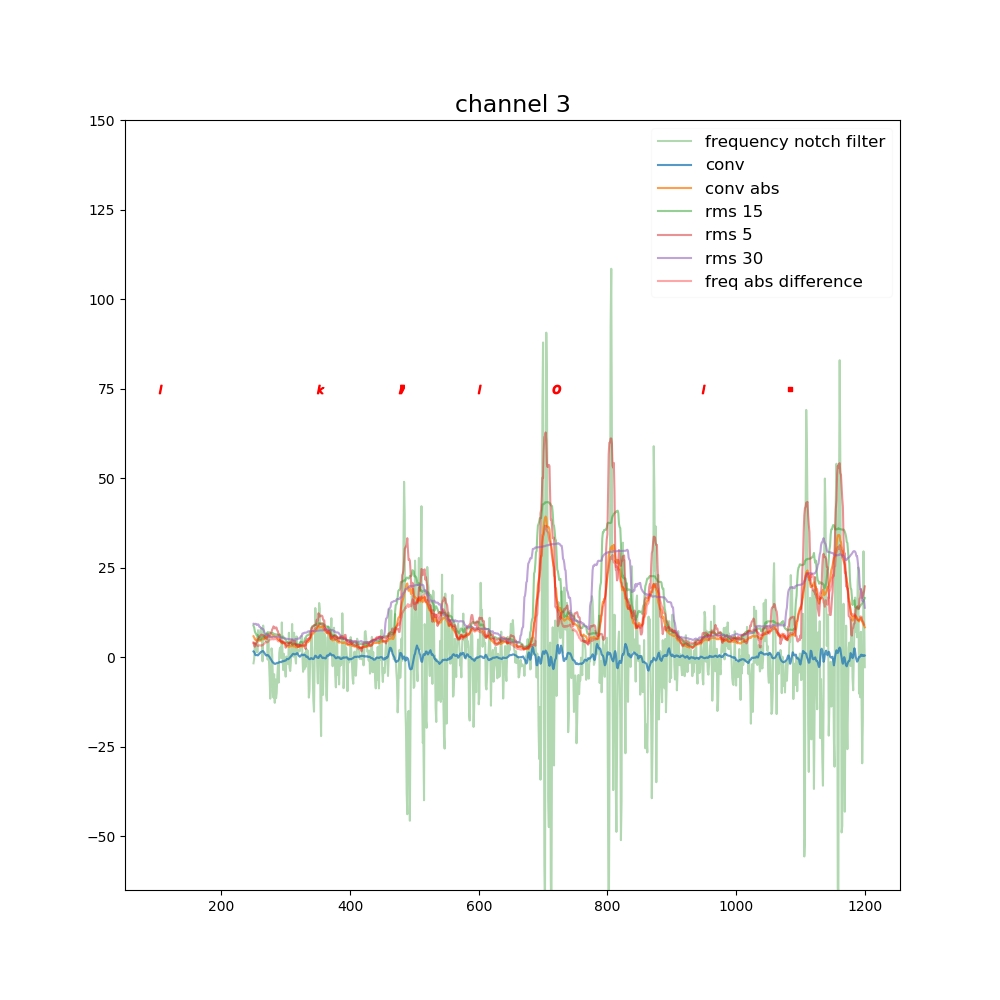 channel 3
150
125
100
75
50
25
0
−25
−50
frequency notch filter
conv
conv abs
rms 15
rms 5
rms 30
freq abs difference
l k l o l .
200 400 600 800 1000 1200